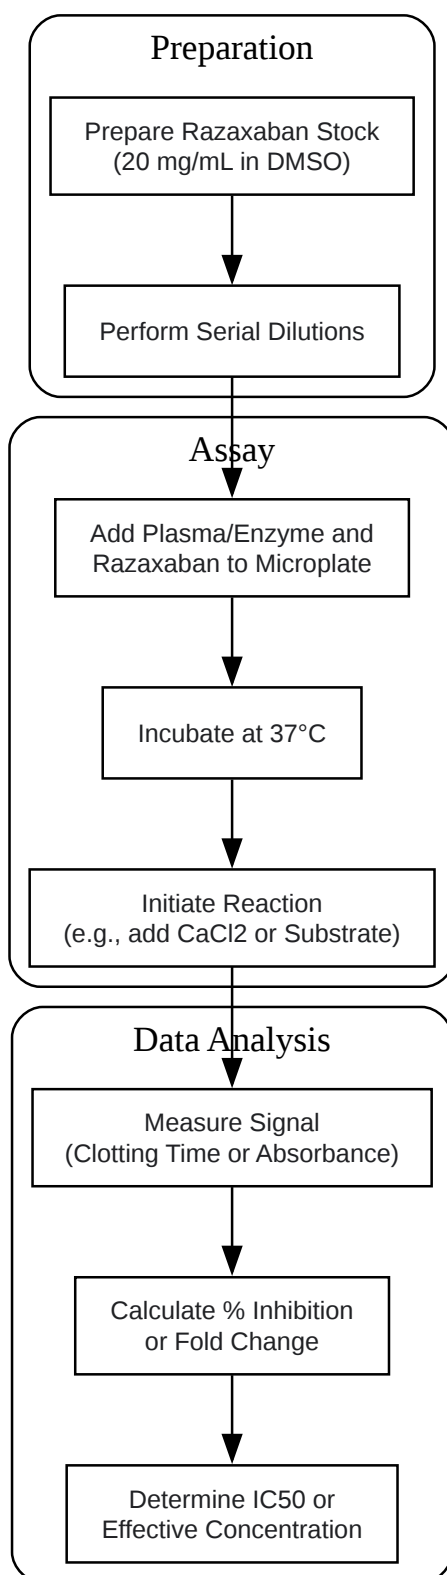 Preparation
Prepare Razaxaban Stock
(20 mg/mL in DMSO)
Perform Serial Dilutions
Assay
Add Plasma/Enzyme and
Razaxaban to Microplate
Incubate at 37°C
Initiate Reaction
(e.g., add CaCl2 or Substrate)
Data Analysis
Measure Signal
(Clotting Time or Absorbance)
Calculate % Inhibition
or Fold Change
Determine IC50 or
Effective Concentration